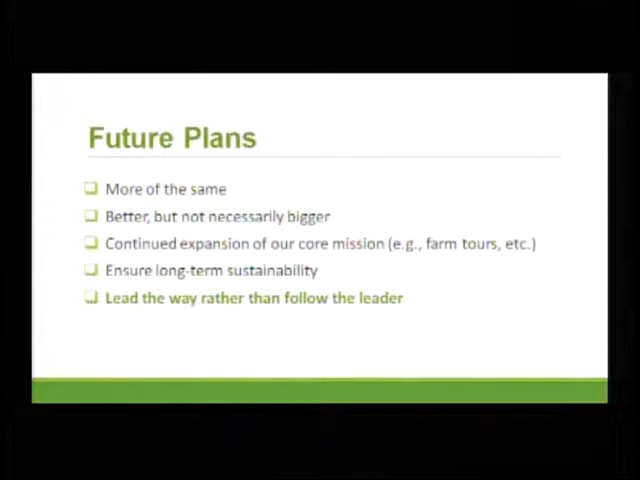 Future Plans
More of the same
Better, but not necessarily bigger
Continued expansion of our core mission (e.g., farm tours, etc.)
Ensure long-term sustainability
Lead the way rather than follow the leader